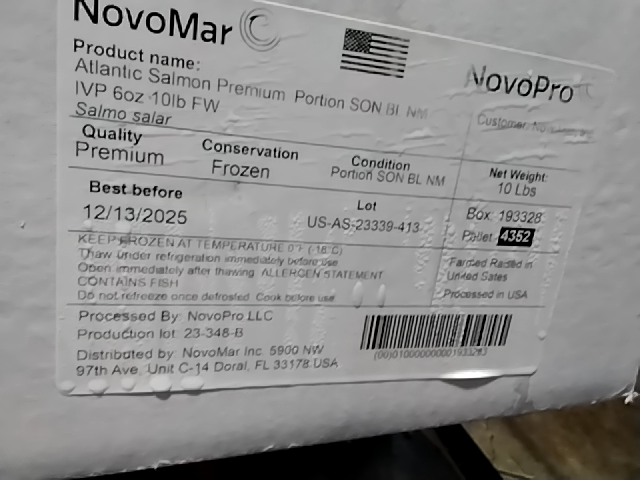 NovoMar
NovoPro
Product name:
Atlantic Salmon Premium Portion SON BL NM
IVP 6oz 10lb FW
Salmo salar
Customer:
Quality
Premium
Conservation
Frozen
Condition
Portion SON BL NM
Net Weight:
10 Lbs
Best before
12/13/2025
Lot
US-AS-23339-413
Box: 193328
Pallet: 4352
KEEP FROZEN AT TEMPERATURE 0°F (-18°C)
Thaw under refrigeration immediately before use
Open immediately after thawing. ALLERGEN STATEMENT
CONTAINS FISH
Do not refreeze once defrosted. Cook before use
Farmed Raised in
United Sates
Processed in USA
Processed By: NovoPro LLC
Production lot: 23-348-B
Distributed by: NovoMar Inc. 5900 NW
97th Ave, Unit C-14 Doral, FL 33178 USA